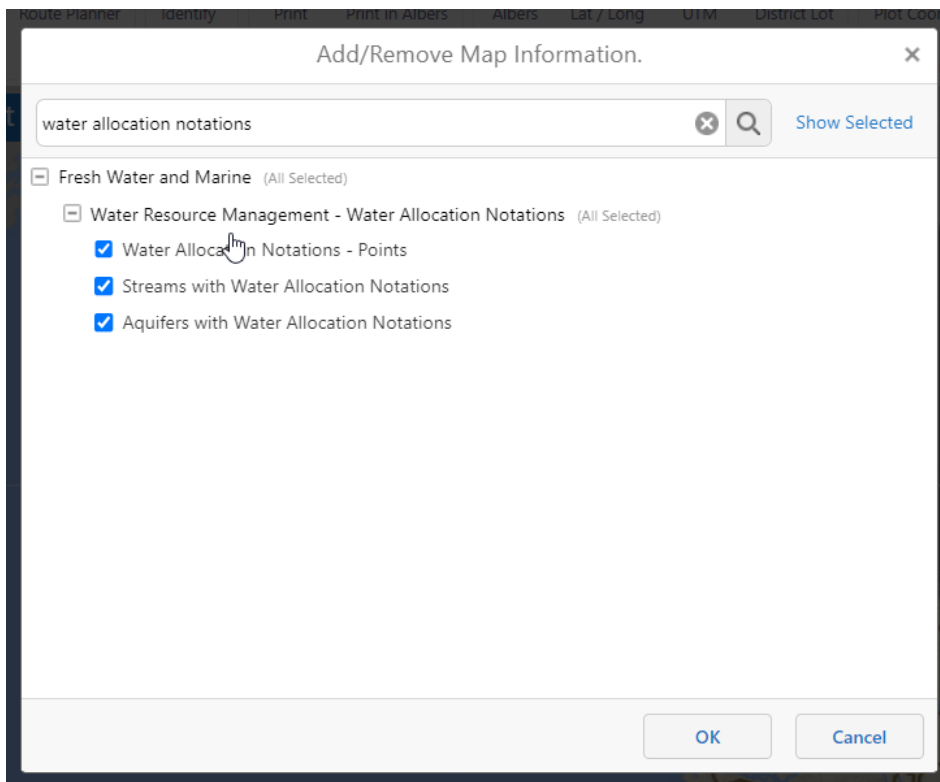 Route Planner Identify Print Print in Albers Albers Lat / Long UTM District Lot
Add/Remove Map Information.
water allocation notations
Show Selected
Fresh Water and Marine (All Selected)
Water Resource Management - Water Allocation Notations (All Selected)
Water Allocation Notations - Points
Streams with Water Allocation Notations
Aquifers with Water Allocation Notations
OK Cancel